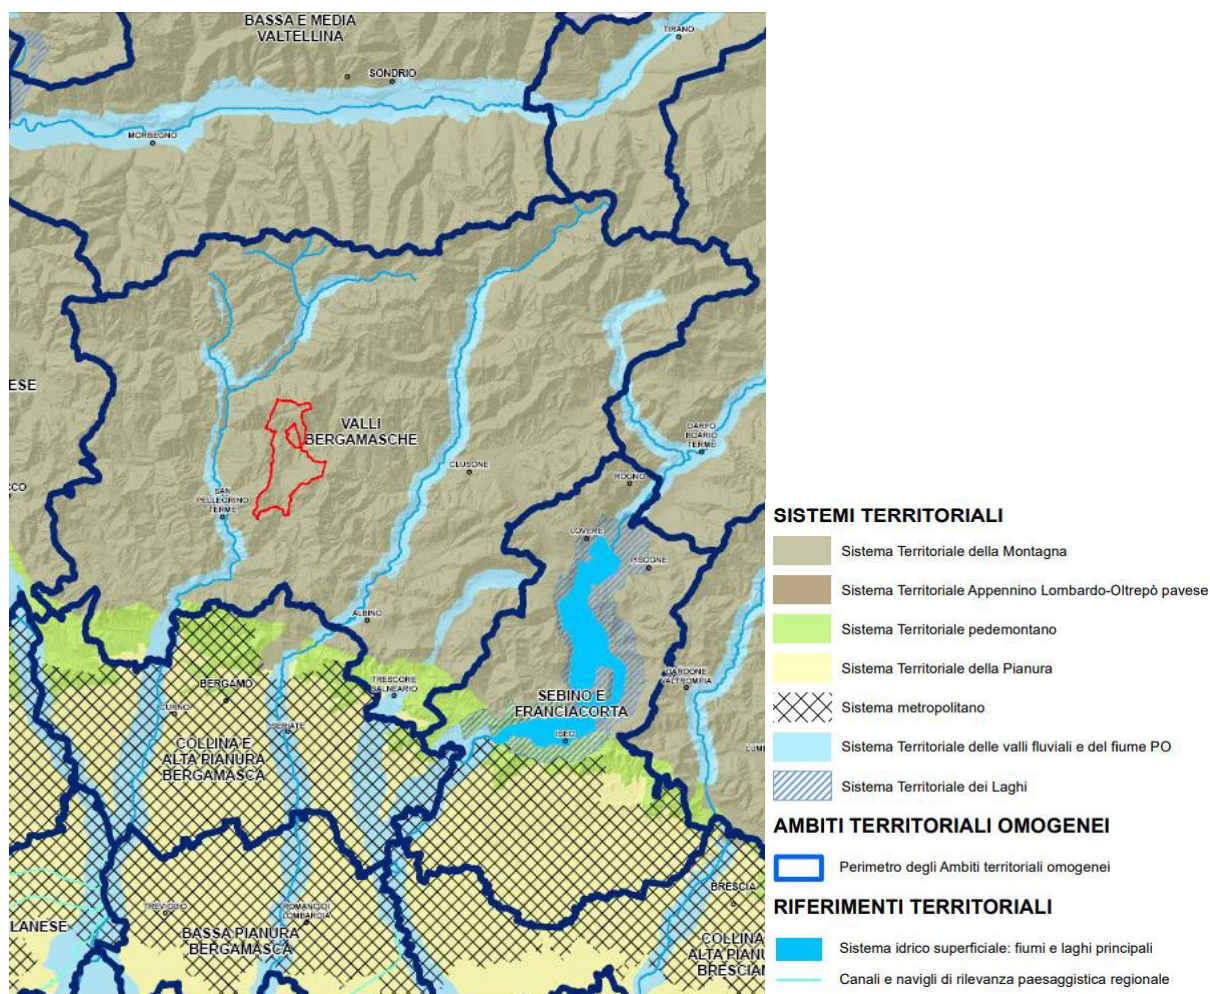 BASSA E MEDIA
VALTELLINA
TIRANO
SONDRIO
MORBEGNO
ESE
VALLI
BERGAMASCHE
DARFO
BOARIO
TERME
CLUSONE
ROGNO
CCO
SAN
PELLEGRINO
TERME
LOVERE
PISOGNE
ALBINO
GARDONE
VALTROMPIA
TRESCORE
BALNEARIO
BERGAMO
SEBINO E
FRANCIACORTA
CURNO
SERIATE
ISEO
COLLINA E
ALTA PIANURA
BERGAMASCA
LUM
BRESCIA
TREVIGLIO
ROMANO DI
LOMBARDIA
LANESE
BASSA PIANURA
BERGAMASCA
COLLINA
ALTA PIANU
BRESCIAN
SISTEMI TERRITORIALI
Sistema Territoriale della Montagna
Sistema Territoriale Appennino Lombardo-Oltrepò pavese
Sistema Territoriale pedemontano
Sistema Territoriale della Pianura
Sistema metropolitano
Sistema Territoriale delle valli fluviali e del fiume PO
Sistema Territoriale dei Laghi
AMBITI TERRITORIALI OMOGENEI
Perimetro degli Ambiti territoriali omogenei
RIFERIMENTI TERRITORIALI
Sistema idrico superficiale: fiumi e laghi principali
Canali e navigli di rilevanza paesaggistica regionale